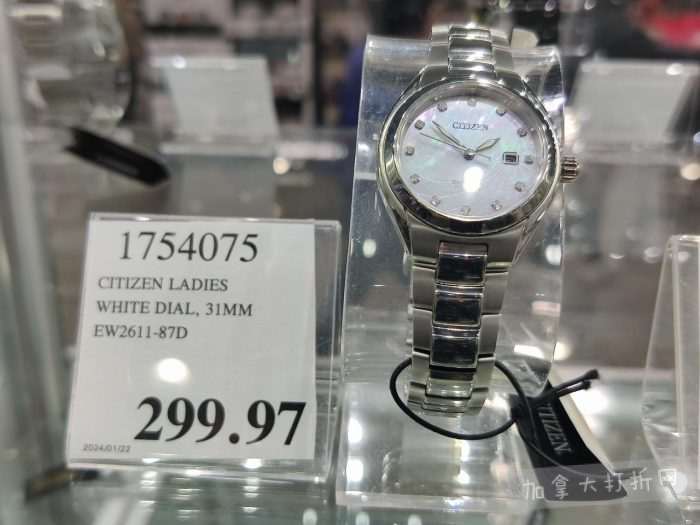 1754075
CITIZEN LADIES
WHITE DIAL, 31MM
EW2611-87D
299.97
2024/01/22
CITIZEN
CITIZEN
加拿大打折网